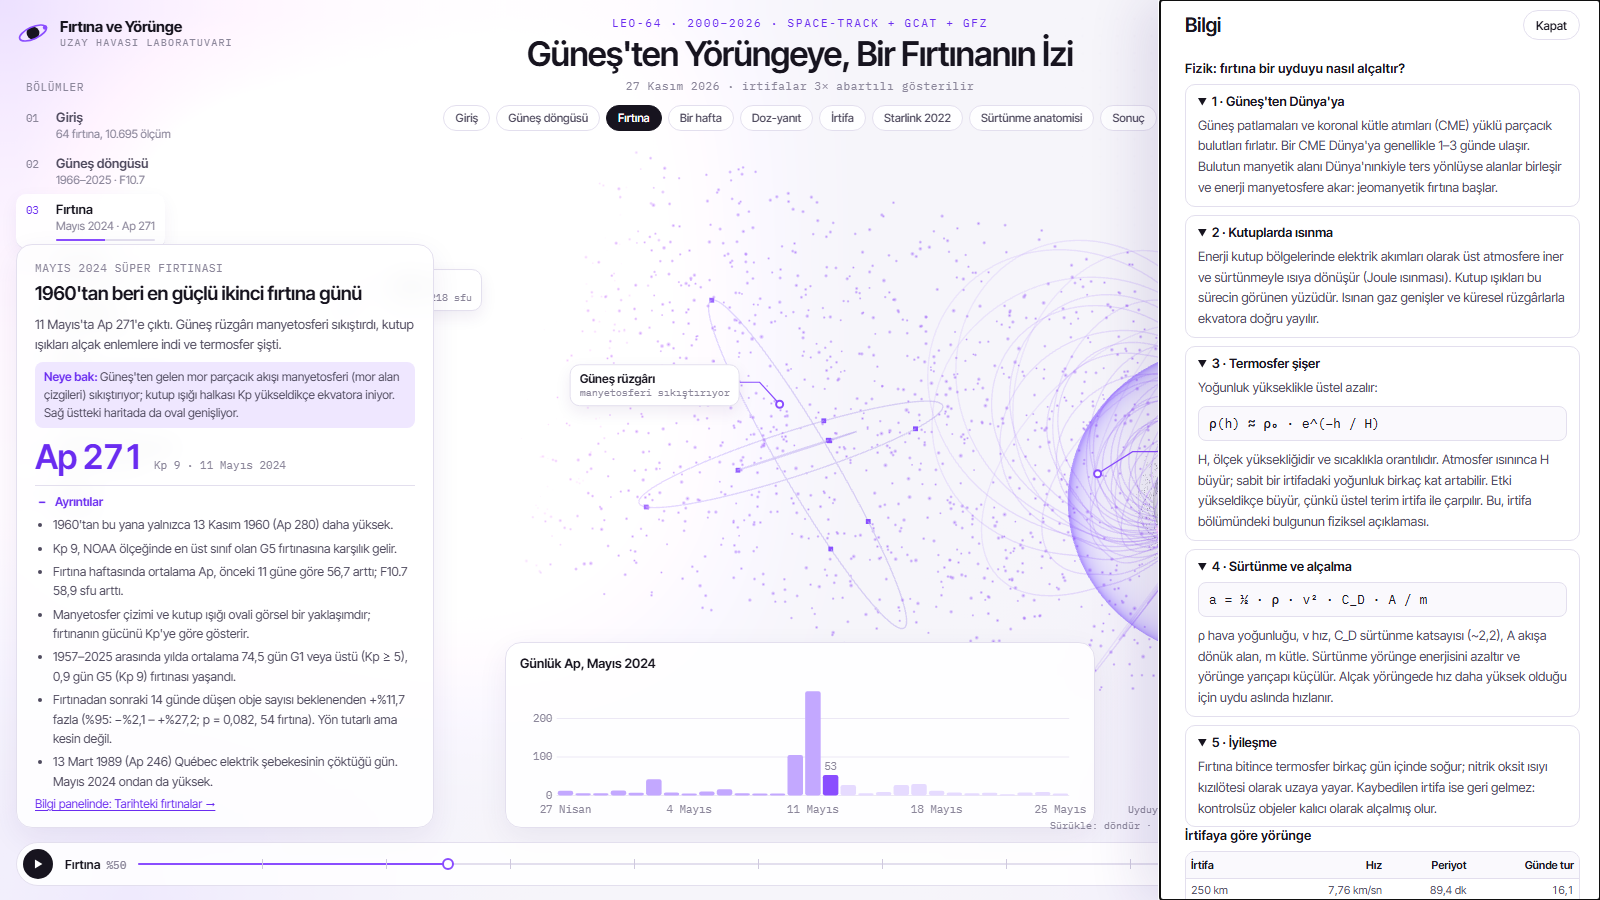 Fırtına ve Yörünge
UZAY HAVASI LABORATUVARI
BÖLÜMLER
01 Giriş
64 fırtına, 10.695 ölçüm
02 Güneş döngüsü
1966–2025 · F10.7
03 Fırtına
Mayıs 2024 · Ap 271
LEO-64 · 2000–2026 · SPACE-TRACK + GCAT + GFZ
Güneş'ten Yörüngeye, Bir Fırtınanın İzi
27 Kasım 2026 · irtifalar 3× abartılı gösterilir
Giriş Güneş döngüsü Fırtına Bir hafta Doz-yanıt İrtifa Starlink 2022 Sürtünme anatomisi Sonuç
MAYIS 2024 SÜPER FIRTINASI
1960'tan beri en güçlü ikinci fırtına günü
11 Mayıs'ta Ap 271'e çıktı. Güneş rüzgârı manyetosferi sıkıştırdı, kutup
ışıkları alçak enlemlere indi ve termosfer şişti.
Neye bak: Güneş'ten gelen mor parçacık akışı manyetosferi (mor alan
çizgileri) sıkıştırıyor; kutup ışığı halkası Kp yükseldikçe ekvatora iniyor.
Sağ üstteki haritada da oval genişliyor.
Ap 271 Kp 9 · 11 Mayıs 2024
– Ayrıntılar
• 1960'tan bu yana yalnızca 13 Kasım 1960 (Ap 280) daha yüksek.
• Kp 9, NOAA ölçeğinde en üst sınıf olan G5 fırtınasına karşılık gelir.
• Fırtına haftasında ortalama Ap, önceki 11 güne göre 56,7 arttı; F10.7
58,9 sfu arttı.
• Manyetosfer çizimi ve kutup ışığı ovali görsel bir yaklaşımdır;
fırtınanın gücünü Kp'ye göre gösterir.
• 1957–2025 arasında yılda ortalama 74,5 gün G1 veya üstü (Kp ≥ 5),
0,9 gün G5 (Kp 9) fırtınası yaşandı.
• Fırtınadan sonraki 14 günde düşen obje sayısı beklenenden +%11,7
fazla (%95: −%2,1 – +%27,2; p = 0,082, 54 fırtına). Yön tutarlı ama
kesin değil.
• 13 Mart 1989 (Ap 246) Québec elektrik şebekesinin çöktüğü gün.
Mayıs 2024 ondan da yüksek.
Bilgi panelinde: Tarihteki fırtınalar →
218 sfu
Güneş rüzgârı
manyetosferi sıkıştırıyor
Günlük Ap, Mayıs 2024
200
100
0
53
27 Nisan 4 Mayıs 11 Mayıs 18 Mayıs 25 Mayıs
Uyduy
Sürükle: döndür ·
Fırtına %50
Bilgi
Kapat
Fizik: fırtına bir uyduyu nasıl alçaltır?
▼ 1 · Güneş'ten Dünya'ya
Güneş patlamaları ve koronal kütle atımları (CME) yüklü parçacık
bulutları fırlatır. Bir CME Dünya'ya genellikle 1–3 günde ulaşır.
Bulutun manyetik alanı Dünya'nınkiyle ters yönlüyse alanlar birleşir
ve enerji manyetosfere akar: jeomanyetik fırtına başlar.
▼ 2 · Kutuplarda ısınma
Enerji kutup bölgelerinde elektrik akımları olarak üst atmosfere iner
ve sürtünmeyle ısıya dönüşür (Joule ısınması). Kutup ışıkları bu
sürecin görünen yüzüdür. Isınan gaz genişler ve küresel rüzgârlarla
ekvatora doğru yayılır.
▼ 3 · Termosfer şişer
Yoğunluk yükseklikle üstel azalır:
ρ(h) ≈ ρ₀ · e^(−h / H)
H, ölçek yüksekliğidir ve sıcaklıkla orantılıdır. Atmosfer ısınınca H
büyür; sabit bir irtifadaki yoğunluk birkaç kat artabilir. Etki
yükseldikçe büyür, çünkü üstel terim irtifa ile çarpılır. Bu, irtifa
bölümündeki bulgunun fiziksel açıklaması.
▼ 4 · Sürtünme ve alçalma
a = ½ · ρ · v² · C_D · A / m
ρ hava yoğunluğu, v hız, C_D sürtünme katsayısı (~2,2), A akışa
dönük alan, m kütle. Sürtünme yörünge enerjisini azaltır ve
yörünge yarıçapı küçülür. Alçak yörüngede hız daha yüksek olduğu
için uydu aslında hızlanır.
▼ 5 · İyileşme
Fırtına bitince termosfer birkaç gün içinde soğur; nitrik oksit ısıyı
kızılötesi olarak uzaya yayar. Kaybedilen irtifa ise geri gelmez:
kontrolsüz objeler kalıcı olarak alçalmış olur.
İrtifaya göre yörünge
İrtifa Hız Periyot Günde tur
250 km 7,76 km/sn 89,4 dk 16,1